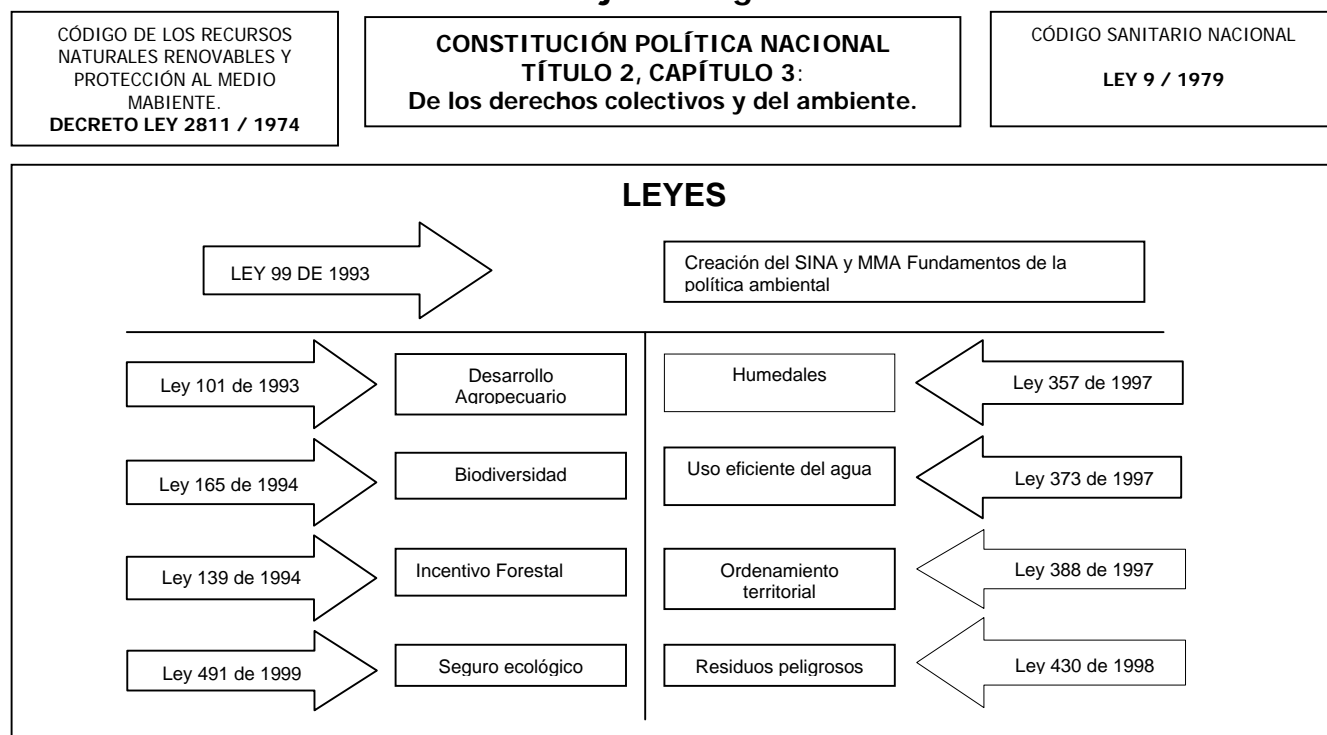 CÓDIGO DE LOS RECURSOS
NATURALES RENOVABLES Y
PROTECCIÓN AL MEDIO
MABIENTE.
DECRETO LEY 2811 / 1974
CONSTITUCIÓN POLÍTICA NACIONAL
TÍTULO 2, CAPÍTULO 3:
De los derechos colectivos y del ambiente.
CÓDIGO SANITARIO NACIONAL
LEY 9 / 1979
LEYES
LEY 99 DE 1993
Creación del SINA y MMA Fundamentos de la
política ambiental
Ley 101 de 1993
Desarrollo
Agropecuario
Humedales
Ley 357 de 1997
Ley 165 de 1994
Biodiversidad
Uso eficiente del agua
Ley 373 de 1997
Ley 139 de 1994
Incentivo Forestal
Ordenamiento
territorial
Ley 388 de 1997
Ley 491 de 1999
Seguro ecológico
Residuos peligrosos
Ley 430 de 1998